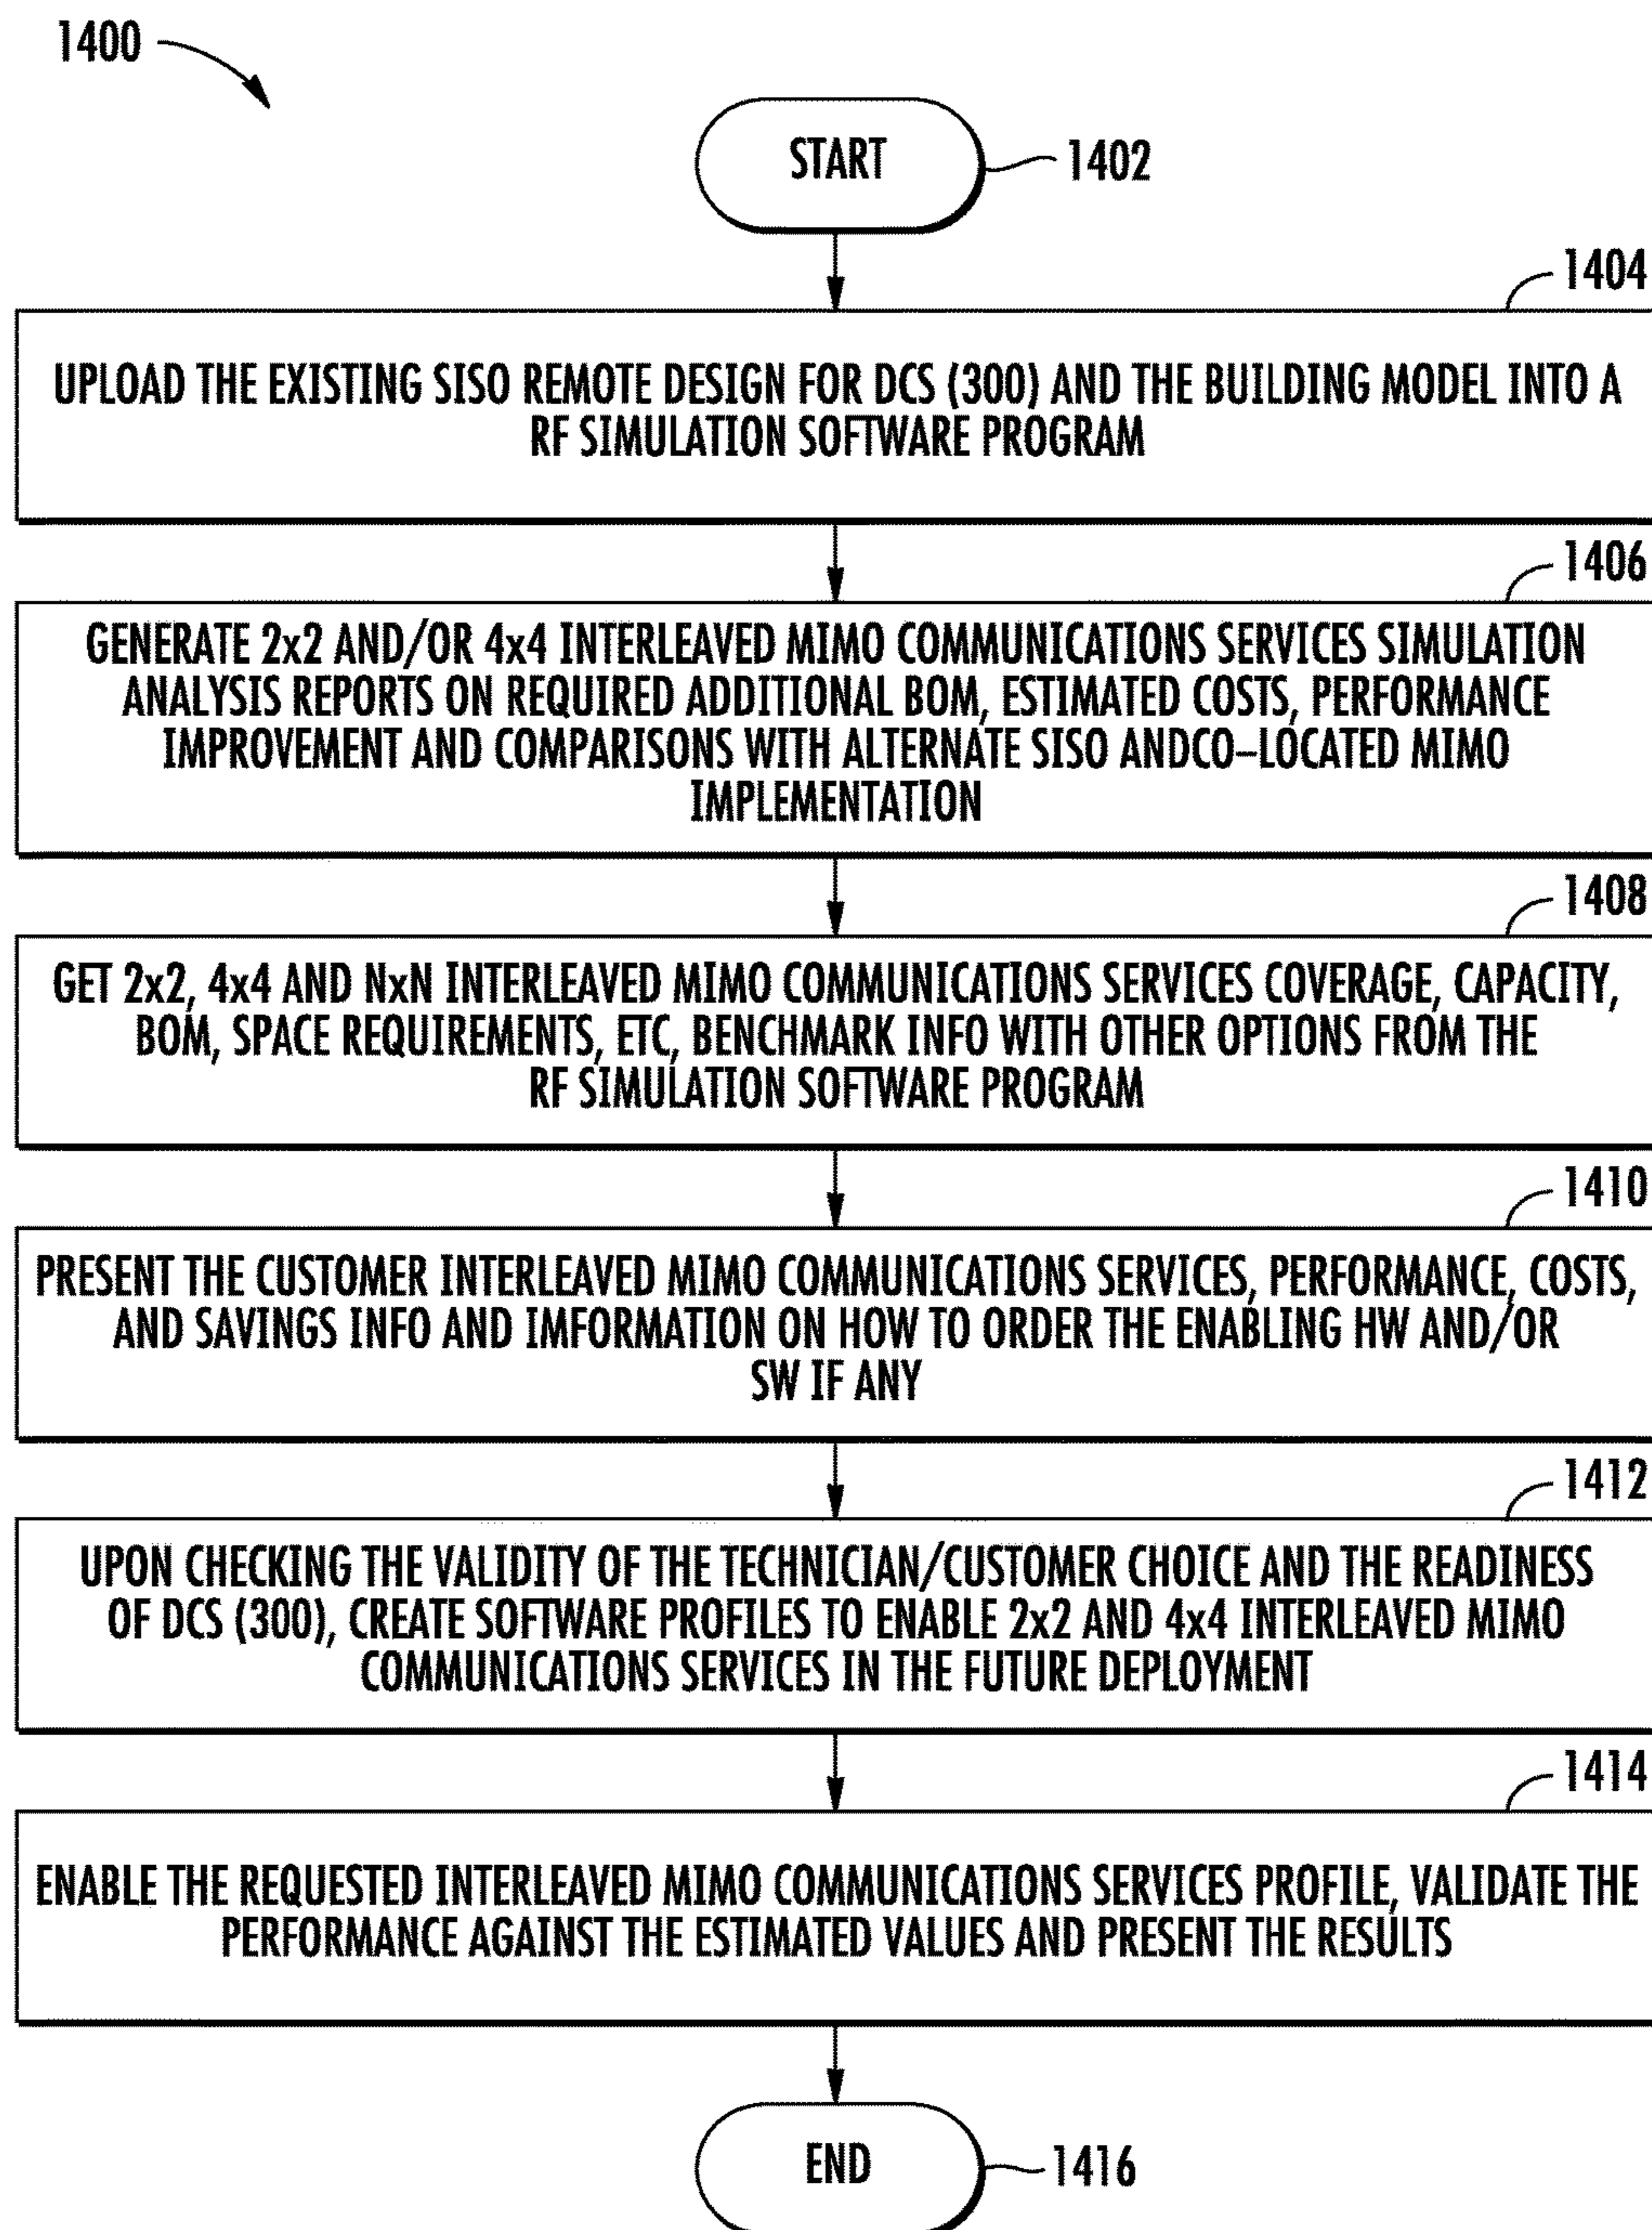 1400
START
1402
1404
UPLOAD THE EXISTING SISO REMOTE DESIGN FOR DCS (300) AND THE BUILDING MODEL INTO A
RF SIMULATION SOFTWARE PROGRAM
1406
GENERATE 2x2 AND/OR 4x4 INTERLEAVED MIMO COMMUNICATIONS SERVICES SIMULATION
ANALYSIS REPORTS ON REQUIRED ADDITIONAL BOM, ESTIMATED COSTS, PERFORMANCE
IMPROVEMENT AND COMPARISONS WITH ALTERNATE SISO ANDCO-LOCATED MIMO
IMPLEMENTATION
1408
GET 2x2, 4x4 AND NxN INTERLEAVED MIMO COMMUNICATIONS SERVICES COVERAGE, CAPACITY,
BOM, SPACE REQUIREMENTS, ETC, BENCHMARK INFO WITH OTHER OPTIONS FROM THE
RF SIMULATION SOFTWARE PROGRAM
1410
PRESENT THE CUSTOMER INTERLEAVED MIMO COMMUNICATIONS SERVICES, PERFORMANCE, COSTS,
AND SAVINGS INFO AND IMFORMATION ON HOW TO ORDER THE ENABLING HW AND/OR
SW IF ANY
1412
UPON CHECKING THE VALIDITY OF THE TECHNICIAN/CUSTOMER CHOICE AND THE READINESS
OF DCS (300), CREATE SOFTWARE PROFILES TO ENABLE 2x2 AND 4x4 INTERLEAVED MIMO
COMMUNICATIONS SERVICES IN THE FUTURE DEPLOYMENT
1414
ENABLE THE REQUESTED INTERLEAVED MIMO COMMUNICATIONS SERVICES PROFILE, VALIDATE THE
PERFORMANCE AGAINST THE ESTIMATED VALUES AND PRESENT THE RESULTS
END
1416